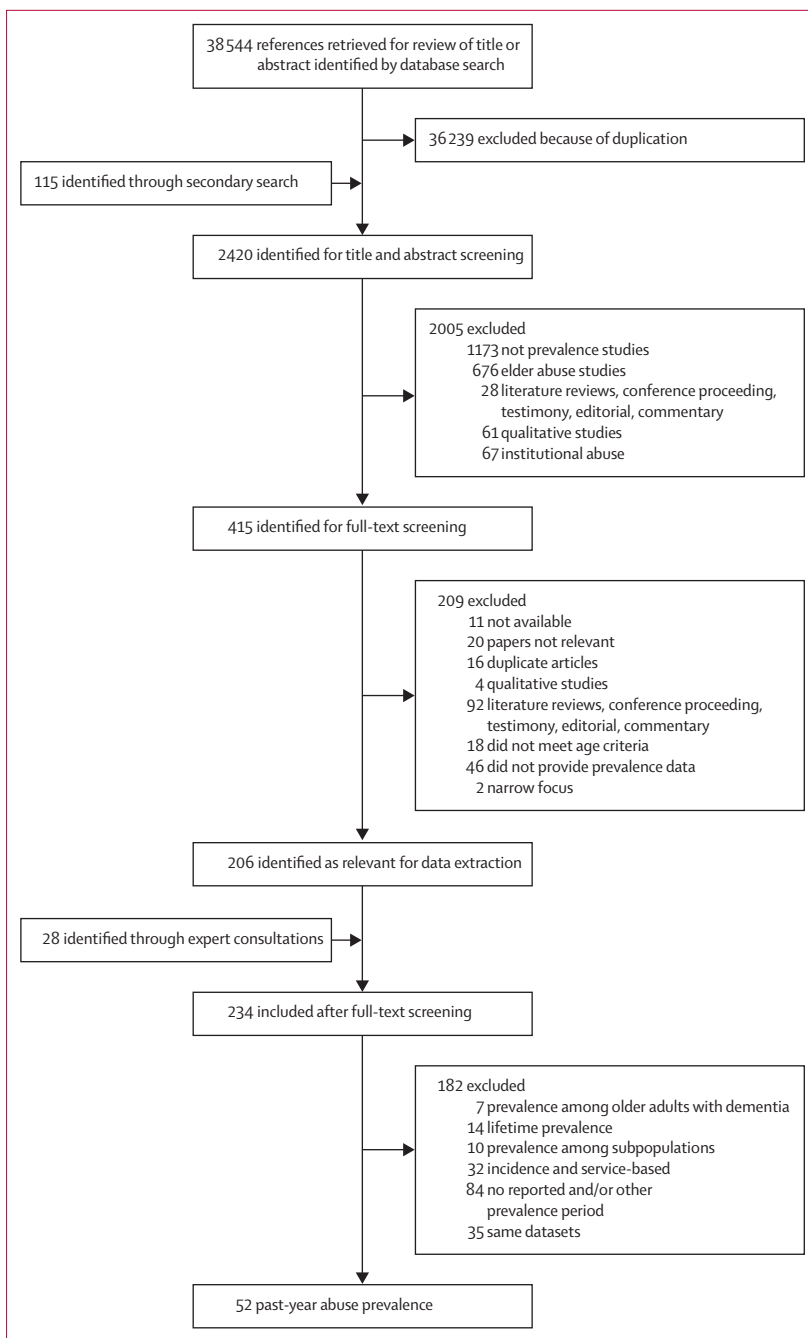 38 544 references retrieved for review of title or
abstract identified by database search
36 239 excluded because of duplication
115 identified through secondary search
2420 identified for title and abstract screening
2005 excluded
1173 not prevalence studies
676 elder abuse studies
28 literature reviews, conference proceeding,
testimony, editorial, commentary
61 qualitative studies
67 institutional abuse
415 identified for full-text screening
209 excluded
11 not available
20 papers not relevant
16 duplicate articles
4 qualitative studies
92 literature reviews, conference proceeding,
testimony, editorial, commentary
18 did not meet age criteria
46 did not provide prevalence data
2 narrow focus
206 identified as relevant for data extraction
28 identified through expert consultations
234 included after full-text screening
182 excluded
7 prevalence among older adults with dementia
14 lifetime prevalence
10 prevalence among subpopulations
32 incidence and service-based
84 no reported and/or other
prevalence period
35 same datasets
52 past-year abuse prevalence